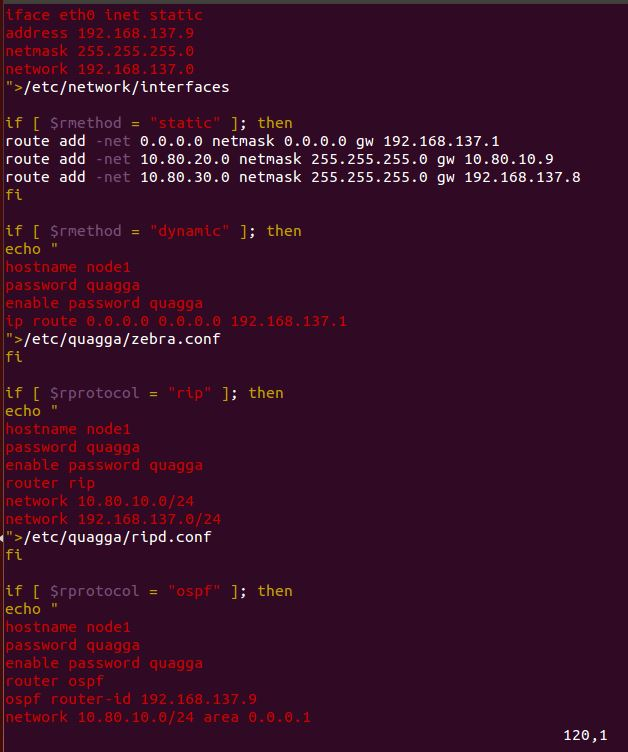 iface eth0 inet static
address 192.168.137.9
netmask 255.255.255.0
network 192.168.137.0
">/etc/network/interfaces
if [ $rmethod = "static" ]; then
route add -net 0.0.0.0 netmask 0.0.0.0 gw 192.168.137.1
route add -net 10.80.20.0 netmask 255.255.255.0 gw 10.80.10.9
route add -net 10.80.30.0 netmask 255.255.255.0 gw 192.168.137.8
fi
if [ $rmethod = "dynamic" ]; then
echo "
hostname node1
password quagga
enable password quagga
ip route 0.0.0.0 0.0.0.0 192.168.137.1
">/etc/quagga/zebra.conf
fi
if [ $rprotocol = "rip" ]; then
echo "
hostname node1
password quagga
enable password quagga
router rip
network 10.80.10.0/24
network 192.168.137.0/24
">/etc/quagga/ripd.conf
fi
if [ $rprotocol = "ospf" ]; then
echo "
hostname node1
password quagga
enable password quagga
router ospf
ospf router-id 192.168.137.9
network 10.80.10.0/24 area 0.0.0.1
120,1